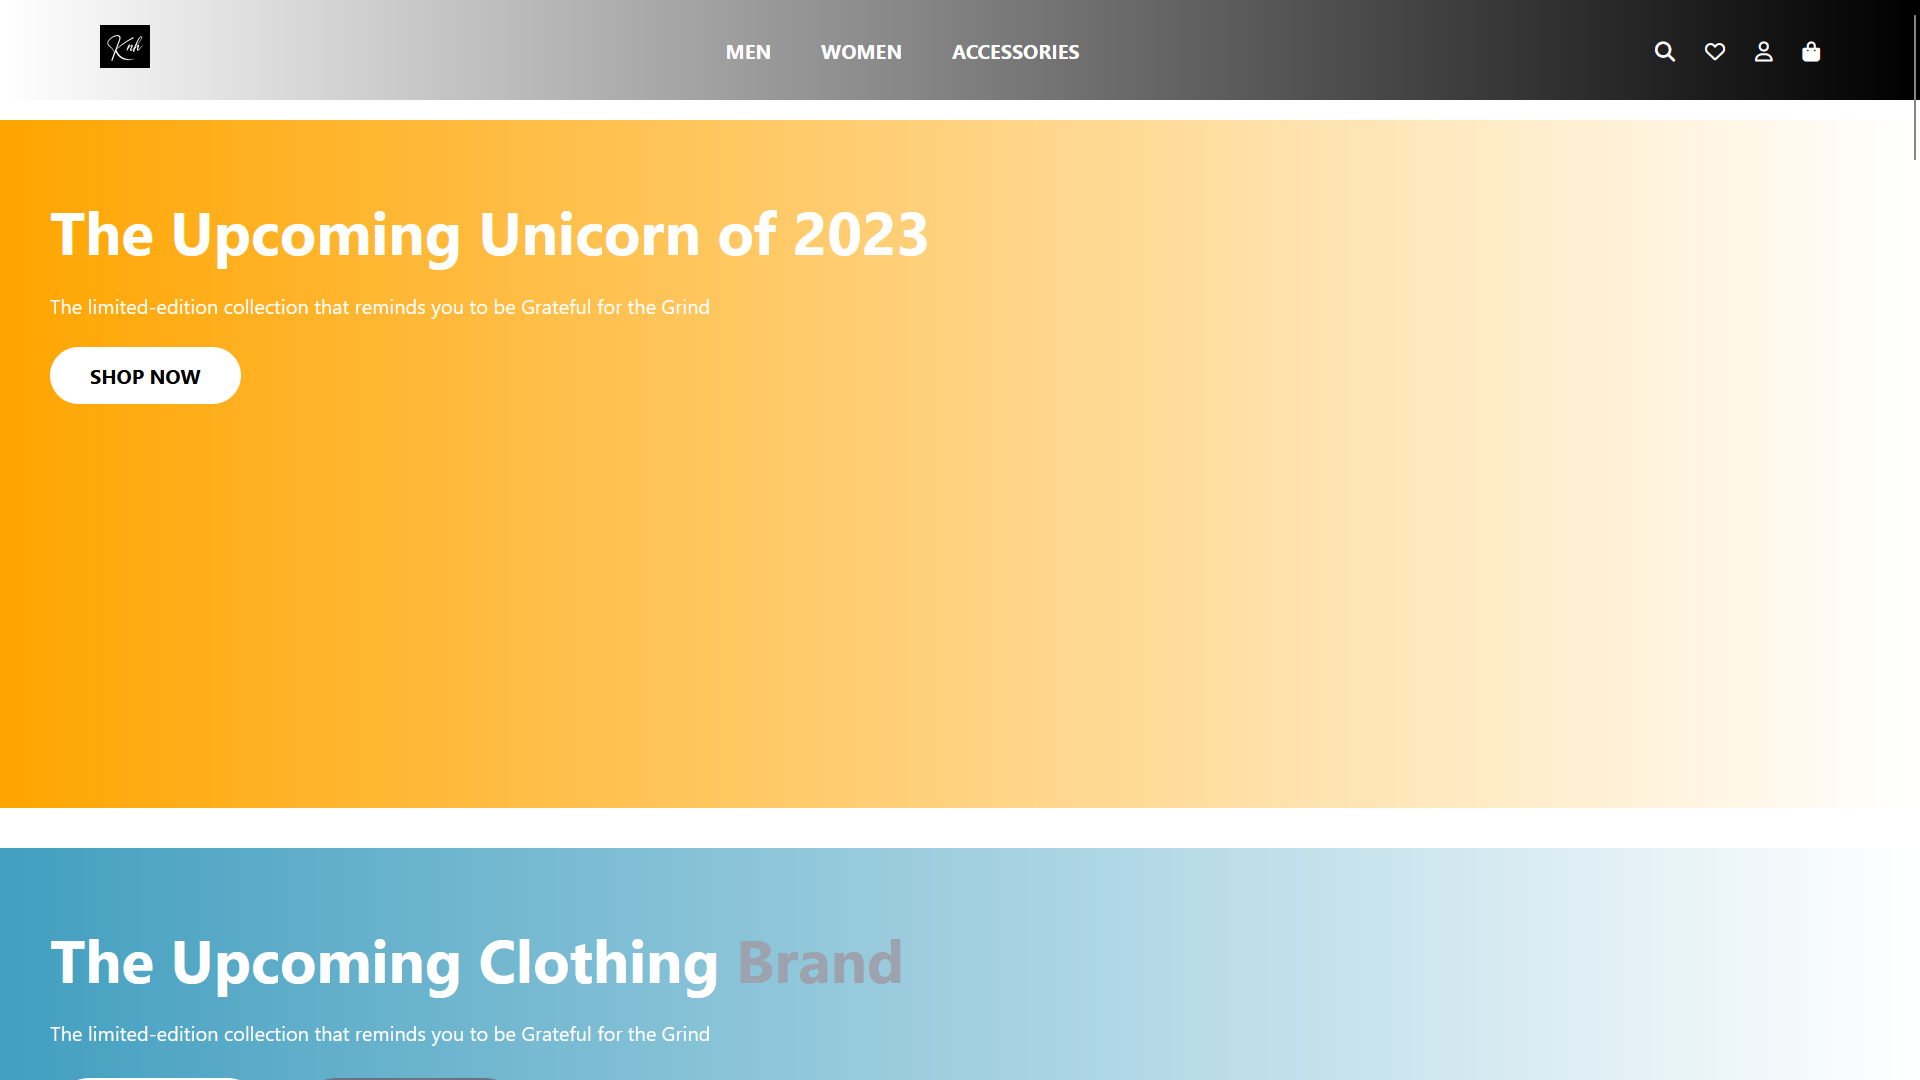 Knh
MEN WOMEN ACCESSORIES
The Upcoming Unicorn of 2023
The limited-edition collection that reminds you to be Grateful for the Grind
SHOP NOW
The Upcoming Clothing Brand
The limited-edition collection that reminds you to be Grateful for the Grind